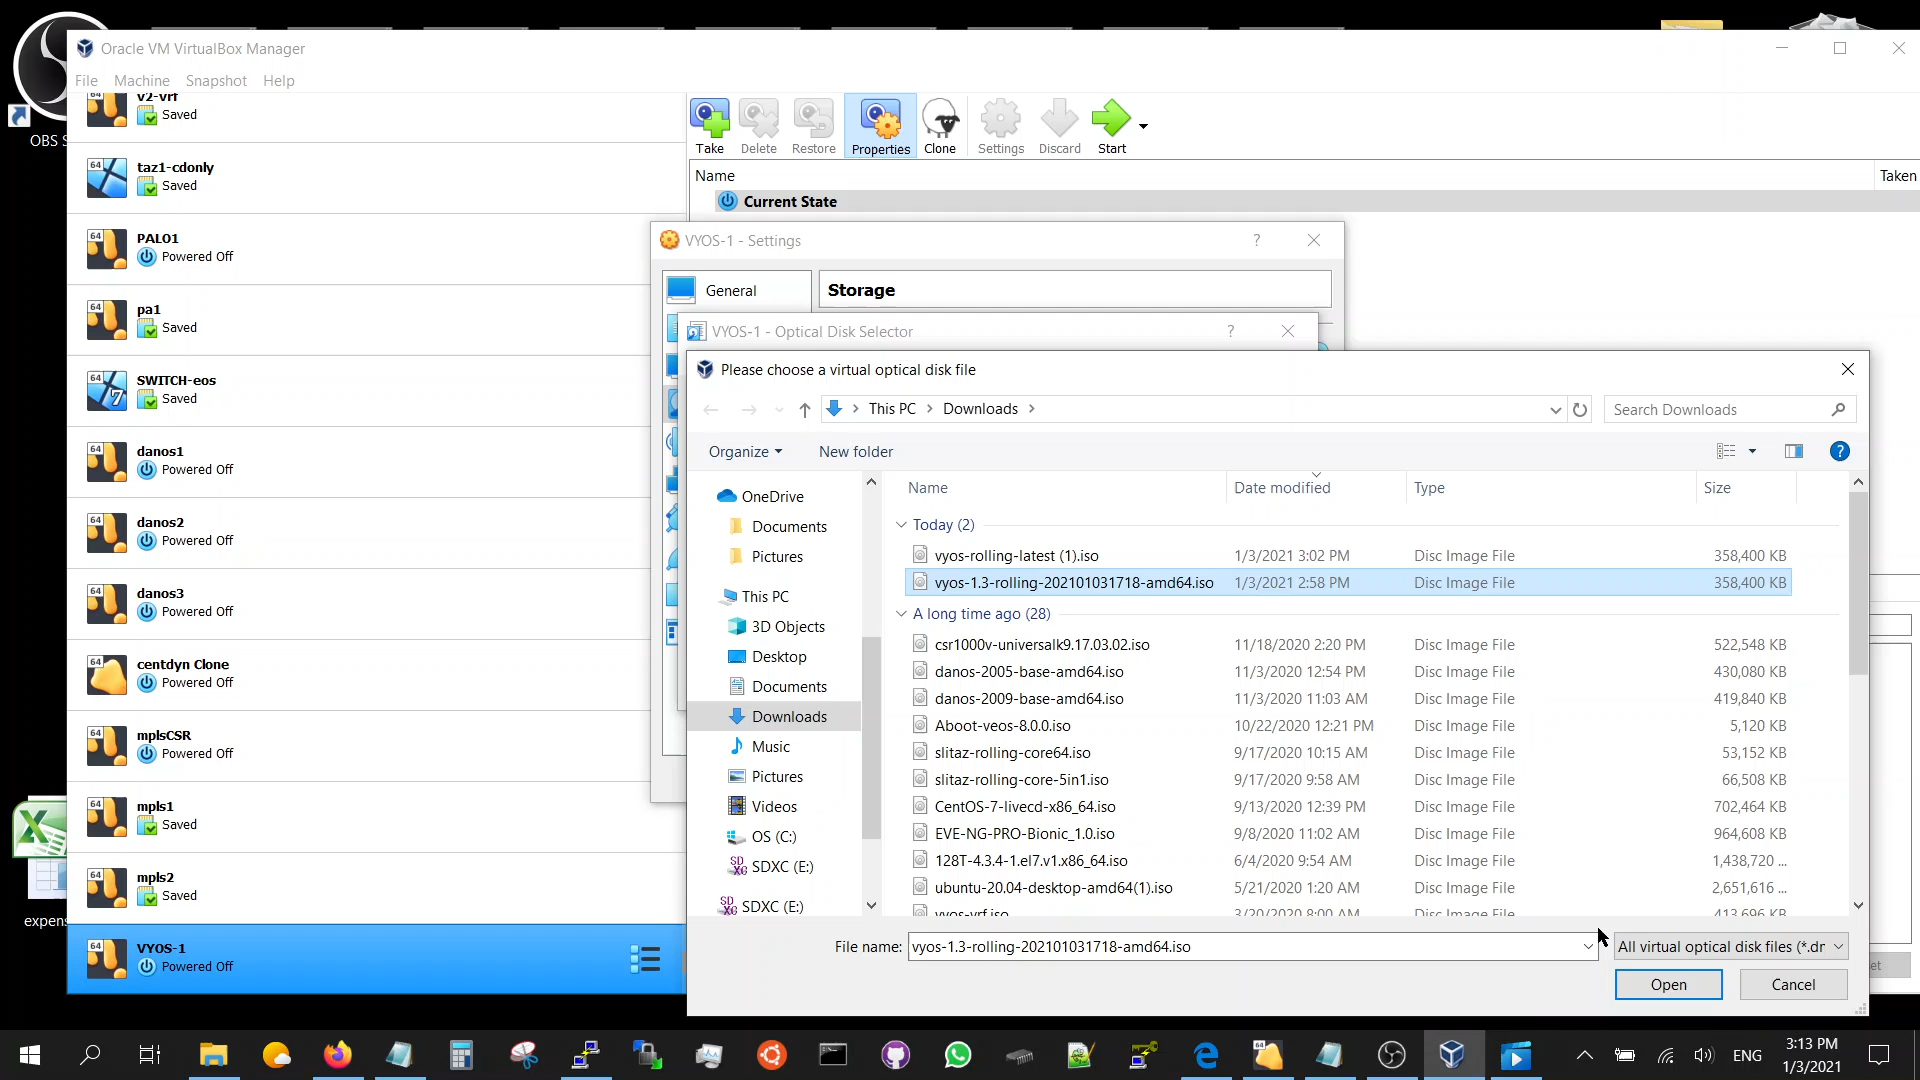 Oracle VM VirtualBox Manager
File Machine Snapshot Help
OBS
v2-vrf
Saved
taz1-cdonly
Saved
PALO1
Powered Off
pa1
Saved
SWITCH-eos
Saved
danos1
Powered Off
danos2
Powered Off
danos3
Powered Off
centdyn Clone
Powered Off
mplsCSR
Powered Off
mpls1
Saved
mpls2
Saved
VYOS-1
Powered Off
expens
Take Delete Restore Properties Clone Settings Discard Start
Name Taken
Current State
VYOS-1 - Settings ?
General Storage
VYOS-1 - Optical Disk Selector ?
Please choose a virtual optical disk file
This PC > Downloads >
Search Downloads
Organize New folder
OneDrive
Documents
Pictures
This PC
3D Objects
Desktop
Documents
Downloads
Music
Pictures
Videos
OS (C:)
SDXC (E:)
SDXC (E:)
Name Date modified Type Size
Today (2)
vyos-rolling-latest (1).iso 1/3/2021 3:02 PM Disc Image File 358,400 KB
vyos-1.3-rolling-202101031718-amd64.iso 1/3/2021 2:58 PM Disc Image File 358,400 KB
A long time ago (28)
csr1000v-universalk9.17.03.02.iso 11/18/2020 2:20 PM Disc Image File 522,548 KB
danos-2005-base-amd64.iso 11/3/2020 12:54 PM Disc Image File 430,080 KB
danos-2009-base-amd64.iso 11/3/2020 11:03 AM Disc Image File 419,840 KB
Aboot-veos-8.0.0.iso 10/22/2020 12:21 PM Disc Image File 5,120 KB
slitaz-rolling-core64.iso 9/17/2020 10:15 AM Disc Image File 53,152 KB
slitaz-rolling-core-5in1.iso 9/17/2020 9:58 AM Disc Image File 66,508 KB
CentOS-7-livecd-x86_64.iso 9/13/2020 12:39 PM Disc Image File 702,464 KB
EVE-NG-PRO-Bionic_1.0.iso 9/8/2020 11:02 AM Disc Image File 964,608 KB
128T-4.3.4-1.el7.v1.x86_64.iso 6/4/2020 9:54 AM Disc Image File 1,438,720 ...
ubuntu-20.04-desktop-amd64(1).iso 5/21/2020 1:20 AM Disc Image File 2,651,616 ...
vyos-vrf.iso 3/20/2020 8:00 AM Disc Image File 413,696 KB
File name: vyos-1.3-rolling-202101031718-amd64.iso All virtual optical disk files (*.dr
Open Cancel
et
ENG
3:13 PM
1/3/2021